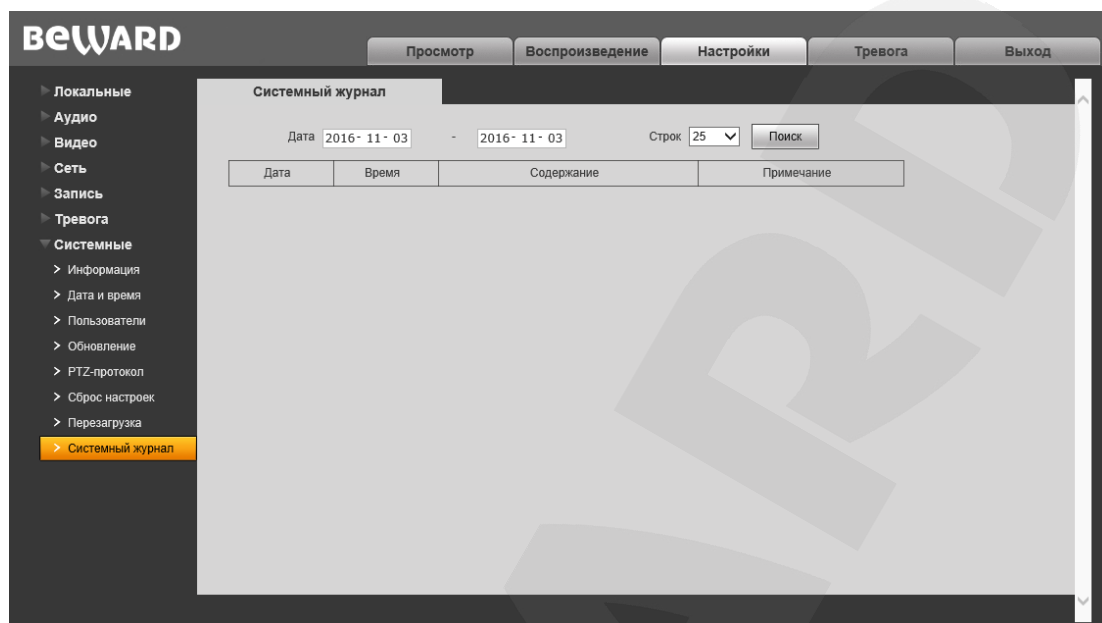 BEWARD
Просмотр Воспроизведение Настройки Тревога Выход
Локальные
Аудио
Видео
Сеть
Запись
Тревога
Системные
> Информация
> Дата и время
> Пользователи
> Обновление
> PTZ-протокол
> Сброс настроек
> Перезагрузка
> Системный журнал
Системный журнал
Дата 2016- 11- 03 - 2016- 11- 03 Строк 25 Поиск
Дата Время Содержание Примечание